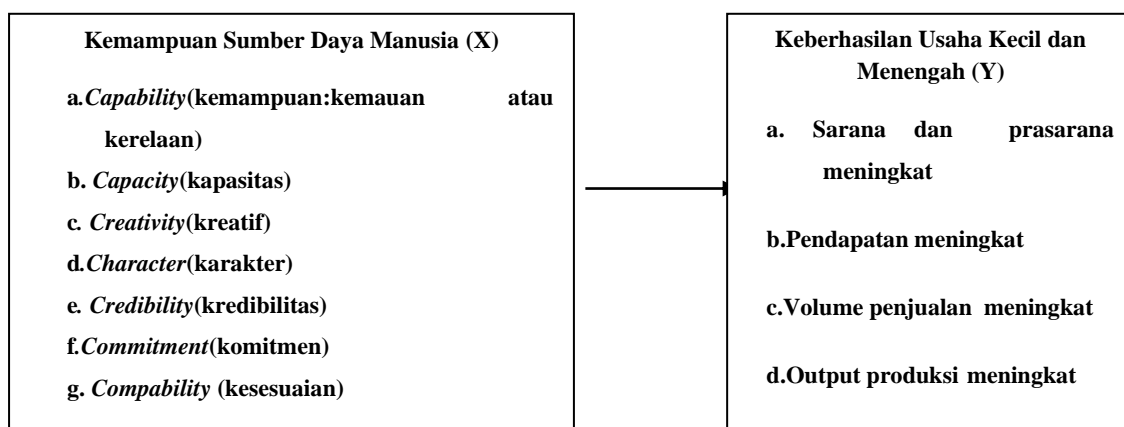 Kemampuan Sumber Daya Manusia (X)
a.Capability(kemampuan:kemauan atau
kerelaan)
b. Capacity(kapasitas)
c. Creativity(kreatif)
d.Character(karakter)
e. Credibility(kredibilitas)
f.Commitment(komitmen)
g. Compability (kesesuaian)
Keberhasilan Usaha Kecil dan
Menengah (Y)
a. Sarana dan prasarana
meningkat
b.Pendapatan meningkat
c.Volume penjualan meningkat
d.Output produksi meningkat